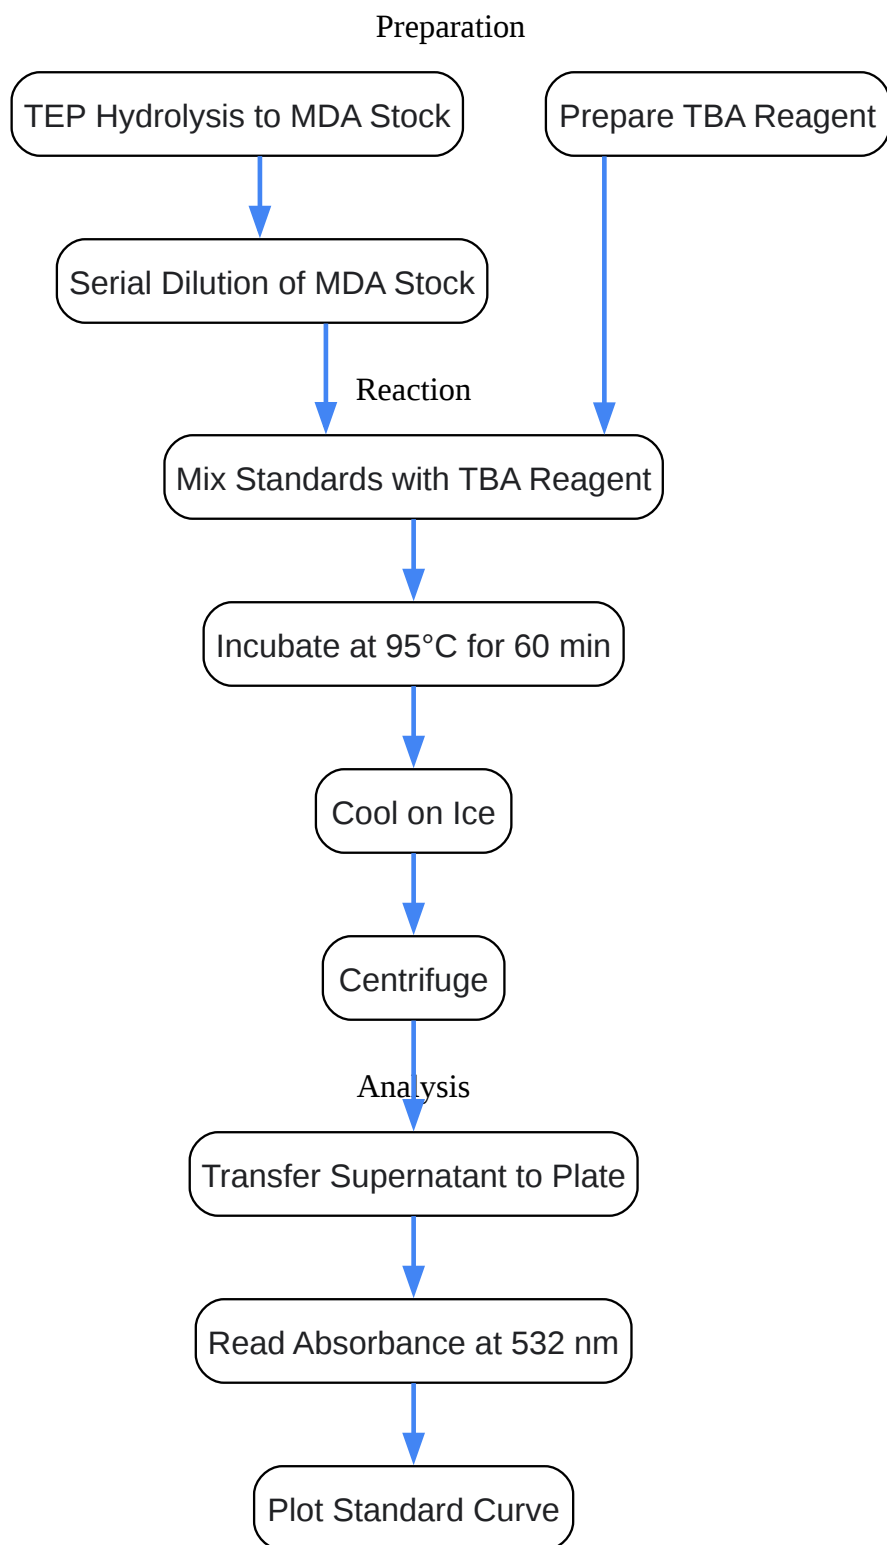 Preparation
TEP Hydrolysis to MDA Stock
Prepare TBA Reagent
Serial Dilution of MDA Stock
Reaction
Mix Standards with TBA Reagent
Incubate at 95°C for 60 min
Cool on Ice
Centrifuge
Analysis
Transfer Supernatant to Plate
Read Absorbance at 532 nm
Plot Standard Curve